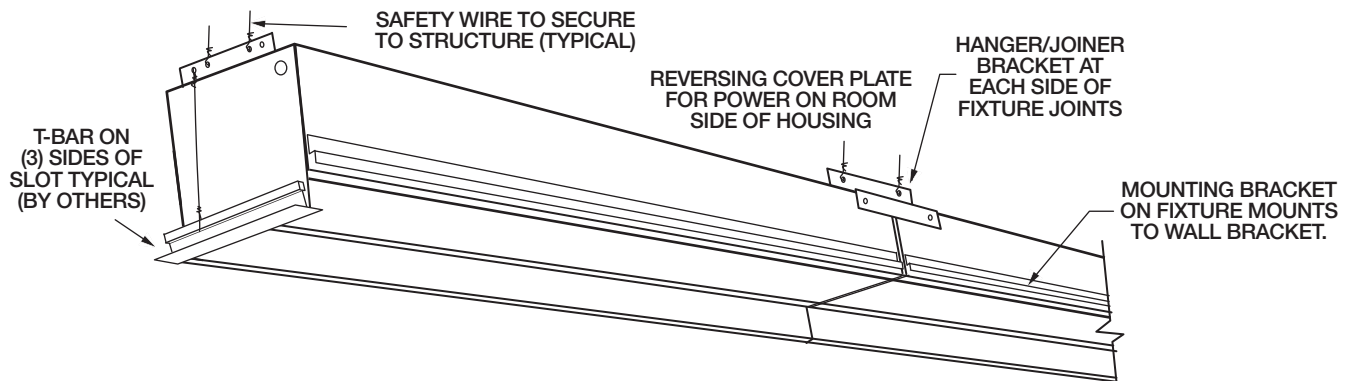 SAFETY WIRE TO SECURE
TO STRUCTURE (TYPICAL)
HANGER/JOINER
BRACKET AT
EACH SIDE OF
FIXTURE JOINTS
REVERSING COVER PLATE
FOR POWER ON ROOM
SIDE OF HOUSING
T-BAR ON
(3) SIDES OF
SLOT TYPICAL
(BY OTHERS)
MOUNTING BRACKET
ON FIXTURE MOUNTS
TO WALL BRACKET.